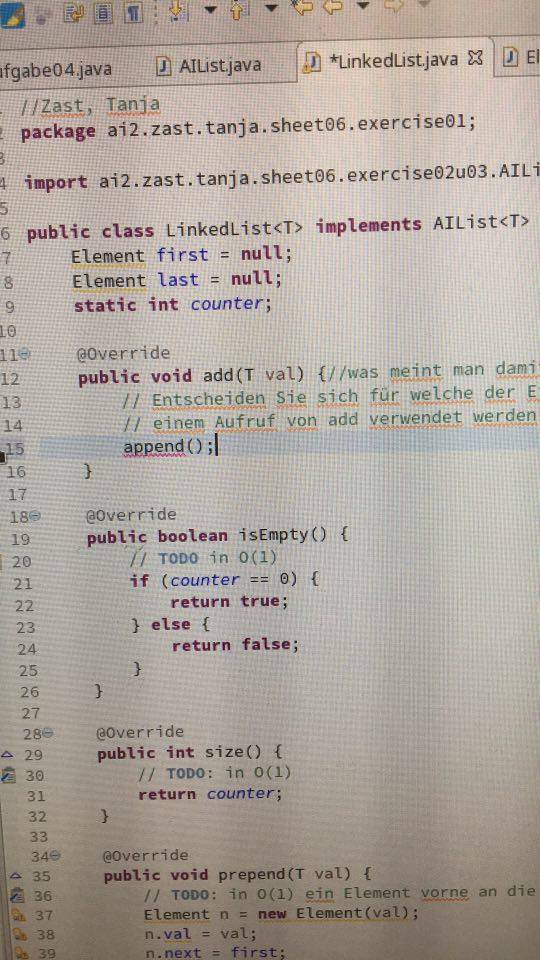 ufgabe04.java AIList.java *LinkedList.java El
//Zast, Tanja
2 package ai2.zast.tanja.sheet06.exercise01;
3
4 import ai2.zast.tanja.sheet06.exercise02u03.AILi
5
6 public class LinkedList<T> implements AIList<T>
7 Element first = null;
8 Element last = null;
9 static int counter;
10
11 @Override
12 public void add(T val) {//was meint man dami
13 // Entscheiden Sie sich für welche der E
14 // einem Aufruf von add verwendet werden
15 append();
16 }
17
18 @Override
19 public boolean isEmpty() {
20 // TODO in O(1)
21 if (counter == 0) {
22 return true;
23 } else {
24 return false;
25 }
26 }
27
28 @Override
29 public int size() {
30 // TODO: in O(1)
31 return counter;
32 }
33
34 @Override
35 public void prepend(T val) {
36 // TODO: in O(1) ein Element vorne an die
37 Element n = new Element(val);
38 n.val = val;
39 n.next = first;